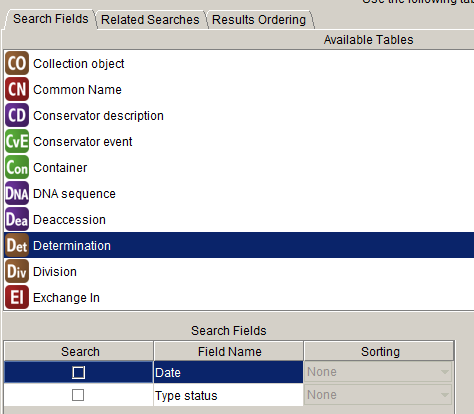 Use the following tab
Search Fields Related Searches Results Ordering
Available Tables
CO Collection object
CN Common Name
CD Conservator description
CvE Conservator event
Con Container
DNA DNA sequence
Dea Deaccession
Det Determination
Div Division
EI Exchange In
Search Fields
Search Field Name Sorting
Date None
Type status None